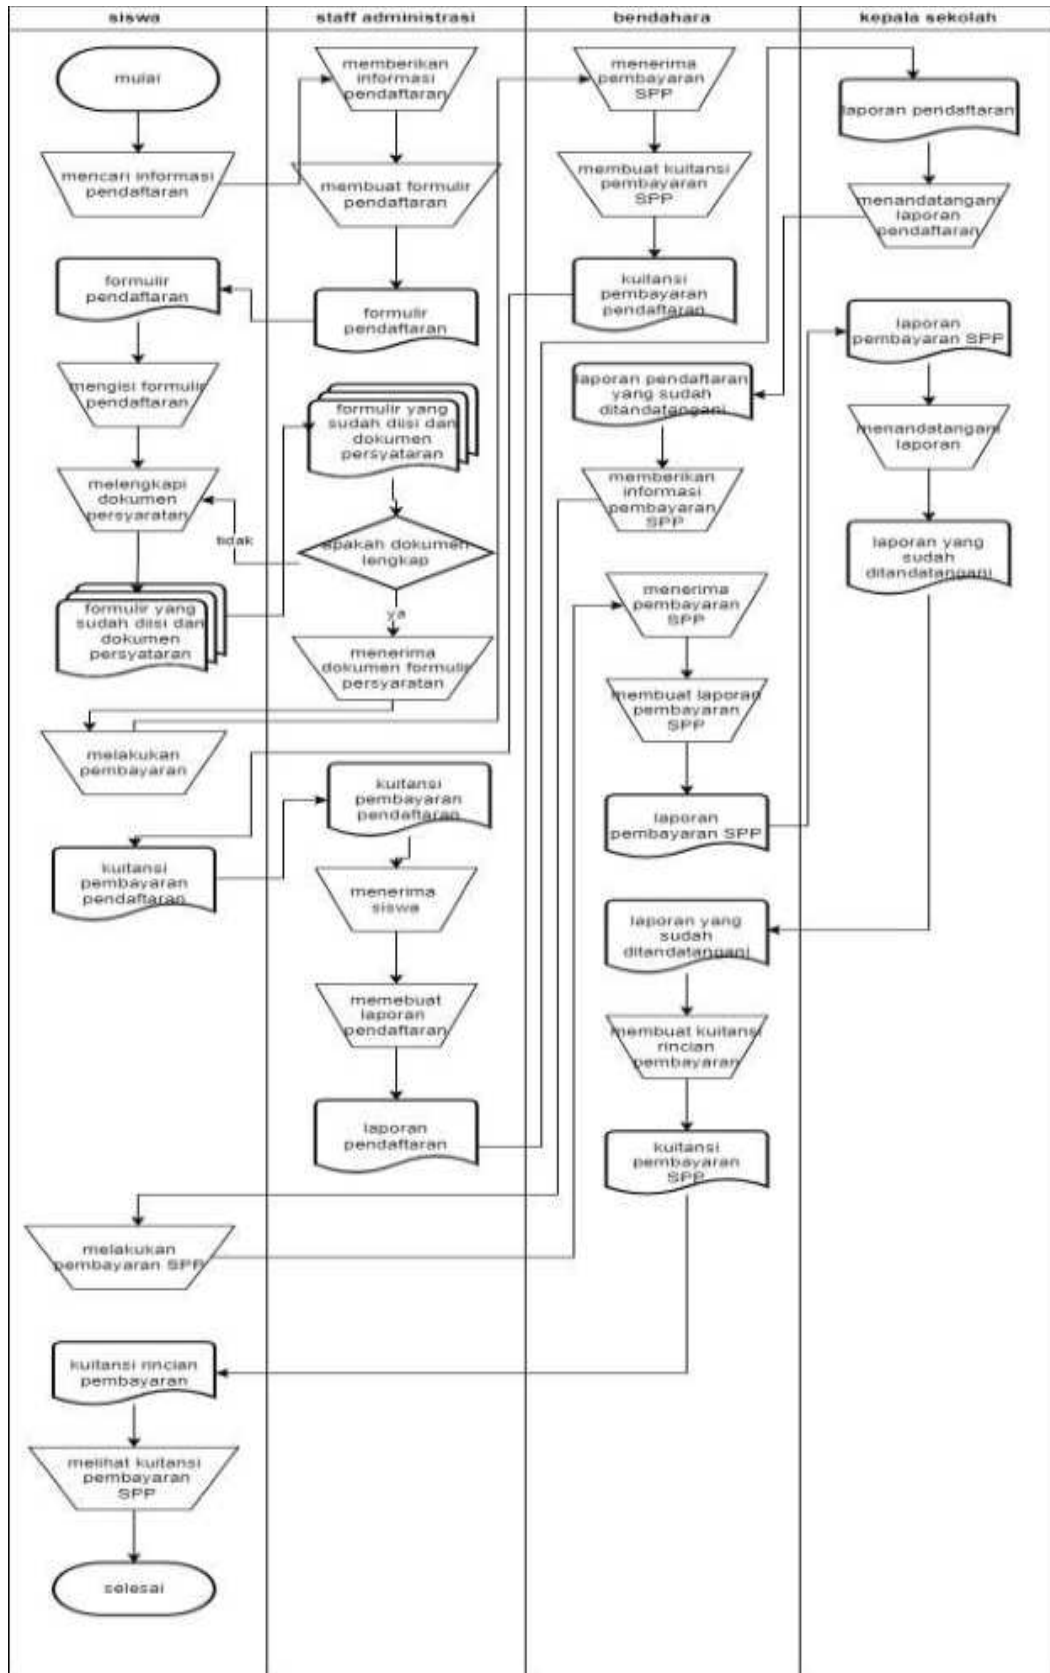 siswa
staff administrasi
bendahara
kepala sekolah
mulai
mencari informasi
pendaftaran
formulir
pendaftaran
mengisi formulir
pendaftaran
melengkapi
dokumen
persyaratan
tidak
formulir yang
sudah diisi dan
dokumen
persyataran
melakukan
pembayaran
kuitansi
pembayaran
pendaftaran
melakukan
pembayaran SPP
kuitansi rincian
pembayaran
melihat kuitansi
pembayaran
SPP
selesai
memberikan
informasi
pendaftaran
membuat formulir
pendaftaran
formulir
pendaftaran
formulir yang
sudah diisi dan
dokumen
persyataran
apakah dokumen
lengkap
ya
menerima
dokumen formulir
persyaratan
kuitansi
pembayaran
pendaftaran
menerima
siswa
memebuat
laporan
pendaftaran
laporan
pendaftaran
menerima
pembayaran
SPP
membuat kuitansi
pembayaran
SPP
kuitansi
pembayaran
pendaftaran
laporan pendaftaran
yang sudah
ditandatangani
memberikan
informasi
pembayaran
SPP
menerima
pembayaran
SPP
membuat laporan
pembayaran
SPP
laporan
pembayaran SPP
laporan yang
sudah
ditandatangani
membuat kuitansi
rincian
pembayaran
kuitansi
pembayaran
SPP
laporan pendaftaran
menandatangani
laporan
pendaftaran
laporan
pembayaran SPP
menandatangani
laporan
laporan yang
sudah
ditandatangani